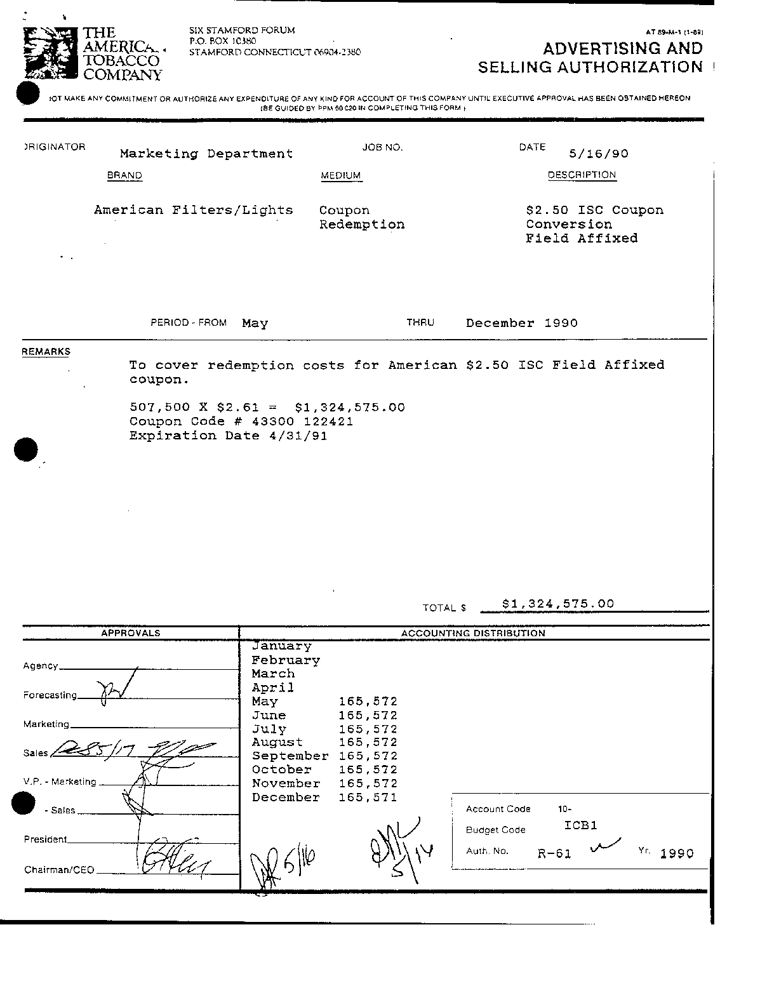 THE
AMERICA
TOBACCO
COMPANY
SIX STAMFORD FORUM
P.O. BOX 10380
STAMFORD CONNECTICUT 06904-2380
AT 89-M-1 (1-89)
ADVERTISING AND
SELLING AUTHORIZATION
NOT MAKE ANY COMMITMENT OR AUTHORIZE ANY EXPENDITURE OF ANY KIND FOR ACCOUNT OF THIS COMPANY UNTIL EXECUTIVE APPROVAL HAS BEEN OBTAINED HEREON
(BE GUIDED BY PPM 60 020 IN COMPLETING THIS FORM)
ORIGINATOR Marketing Department JOB NO. DATE 5/16/90
BRAND MEDIUM DESCRIPTION
American Filters/Lights Coupon $2.50 ISC Coupon
Redemption Conversion
Field Affixed
PERIOD - FROM May THRU December 1990
REMARKS
To cover redemption costs for American $2.50 ISC Field Affixed
coupon.
507,500 X $2.61 = $1,324,575.00
Coupon Code # 43300 122421
Expiration Date 4/31/91
TOTAL $ $1,324,575.00
APPROVALS ACCOUNTING DISTRIBUTION
Agency
Forecasting
Marketing
Sales 5/17
V.P. - Marketing
- Sales
President
Chairman/CEO
January
February
March
April
May 165,572
June 165,572
July 165,572
August 165,572
September 165,572
October 165,572
November 165,572
December 165,571
5/16
5/14
Account Code 10-
Budget Code ICB1
Auth. No. R-61 Yr. 1990